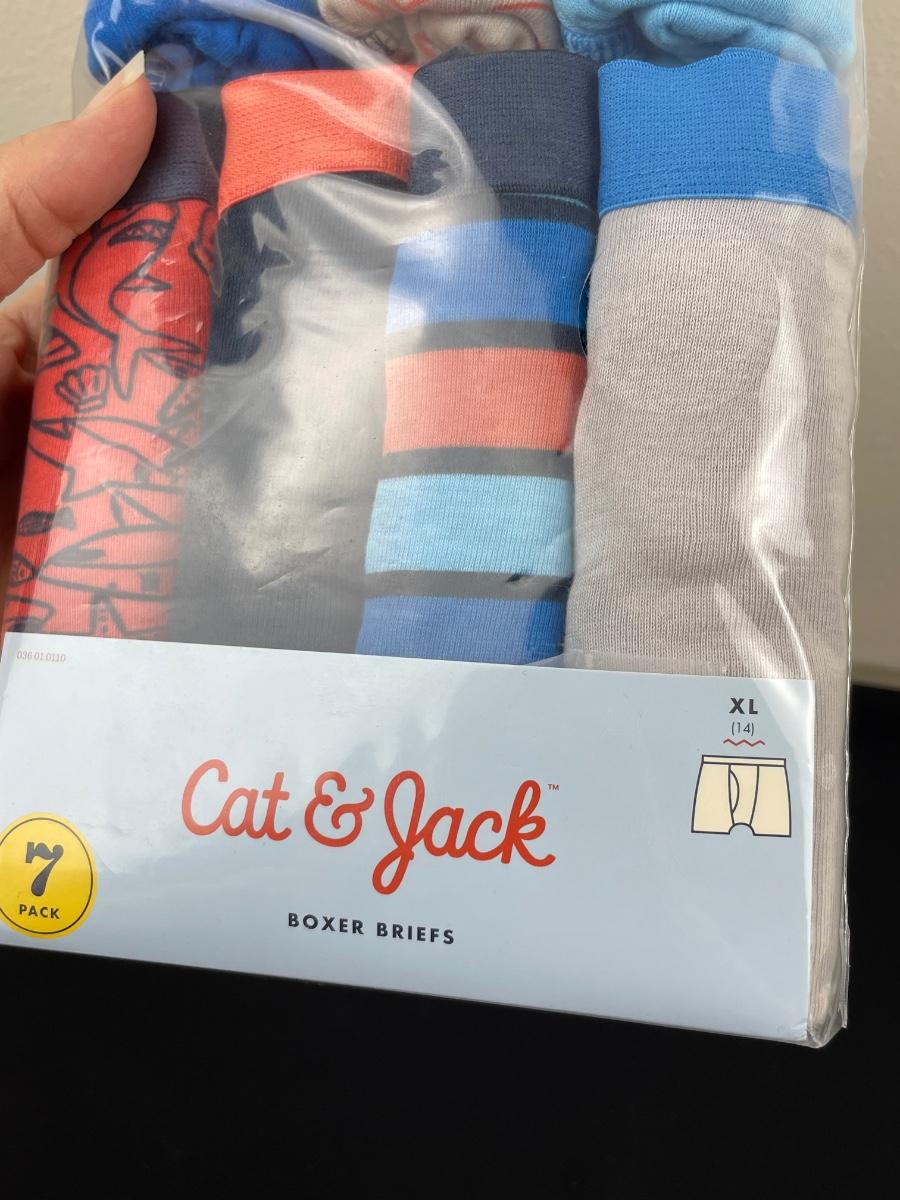 036 01 0110
XL
(14)
Cat & Jack™
7
PACK
BOXER BRIEFS